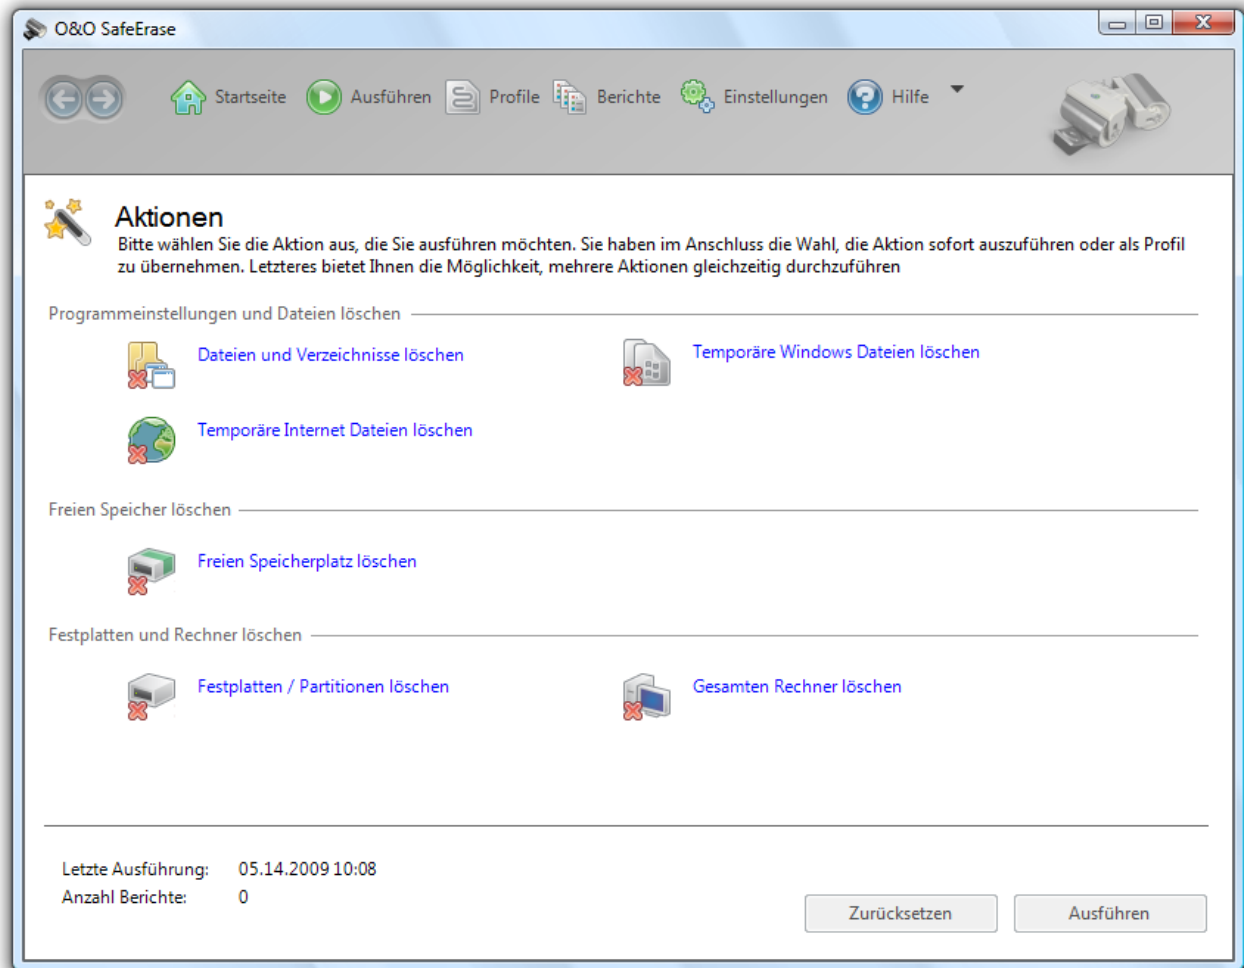 O&O SafeErase
Startseite Ausführen Profile Berichte Einstellungen Hilfe
Aktionen
Bitte wählen Sie die Aktion aus, die Sie ausführen möchten. Sie haben im Anschluss die Wahl, die Aktion sofort auszuführen oder als Profil
zu übernehmen. Letzteres bietet Ihnen die Möglichkeit, mehrere Aktionen gleichzeitig durchzuführen
Programmeinstellungen und Dateien löschen
Dateien und Verzeichnisse löschen
Temporäre Windows Dateien löschen
Temporäre Internet Dateien löschen
Freien Speicher löschen
Freien Speicherplatz löschen
Festplatten und Rechner löschen
Festplatten / Partitionen löschen
Gesamten Rechner löschen
Letzte Ausführung: 05.14.2009 10:08
Anzahl Berichte: 0
Zurücksetzen Ausführen